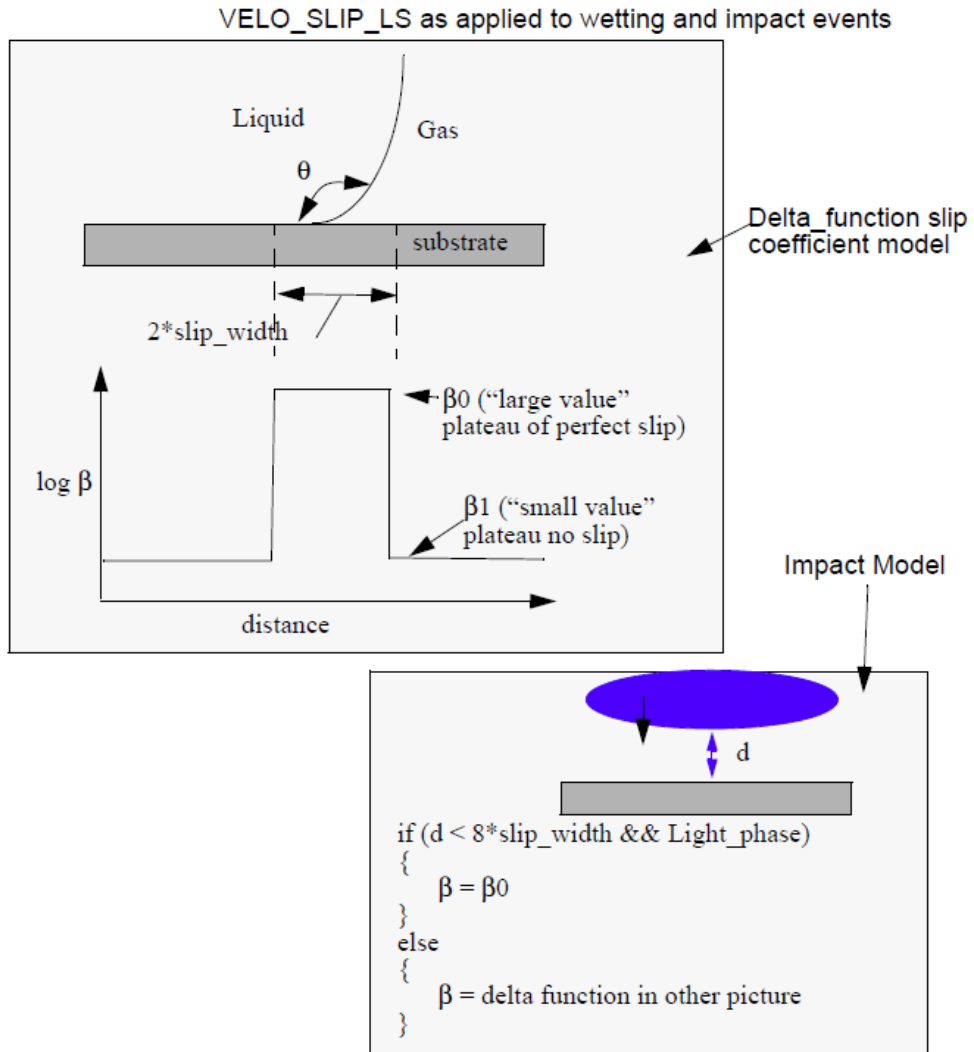 VELO_SLIP_LS as applied to wetting and impact events
Liquid
Gas
θ
substrate
Delta_function slip
coefficient model
2*slip_width
β0 (“large value”
plateau of perfect slip)
log β
β1 (“small value”
plateau no slip)
distance
Impact Model
d
if (d < 8*slip_width && Light_phase)
{
β = β0
}
else
{
β = delta function in other picture
}